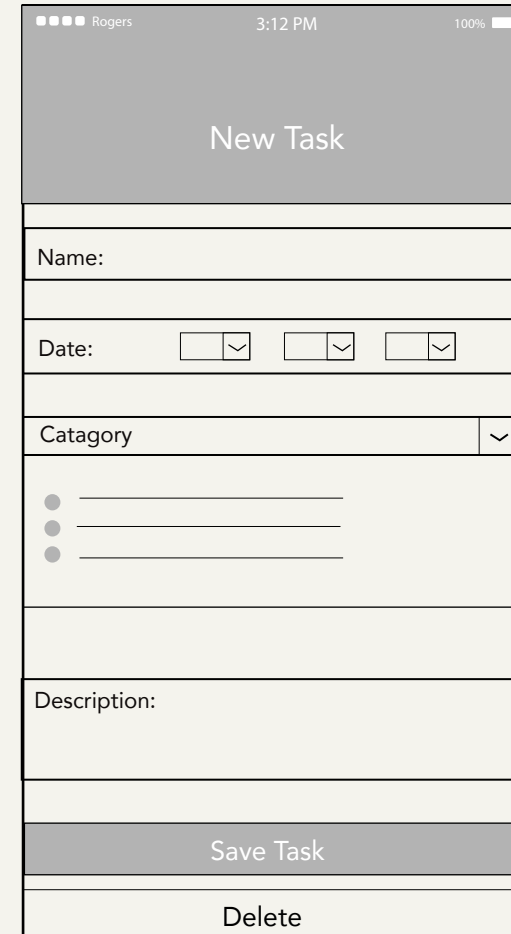 Rogers 3:12 PM 100%
New Task
Name:
Date:
Catagory
Description:
Save Task
Delete